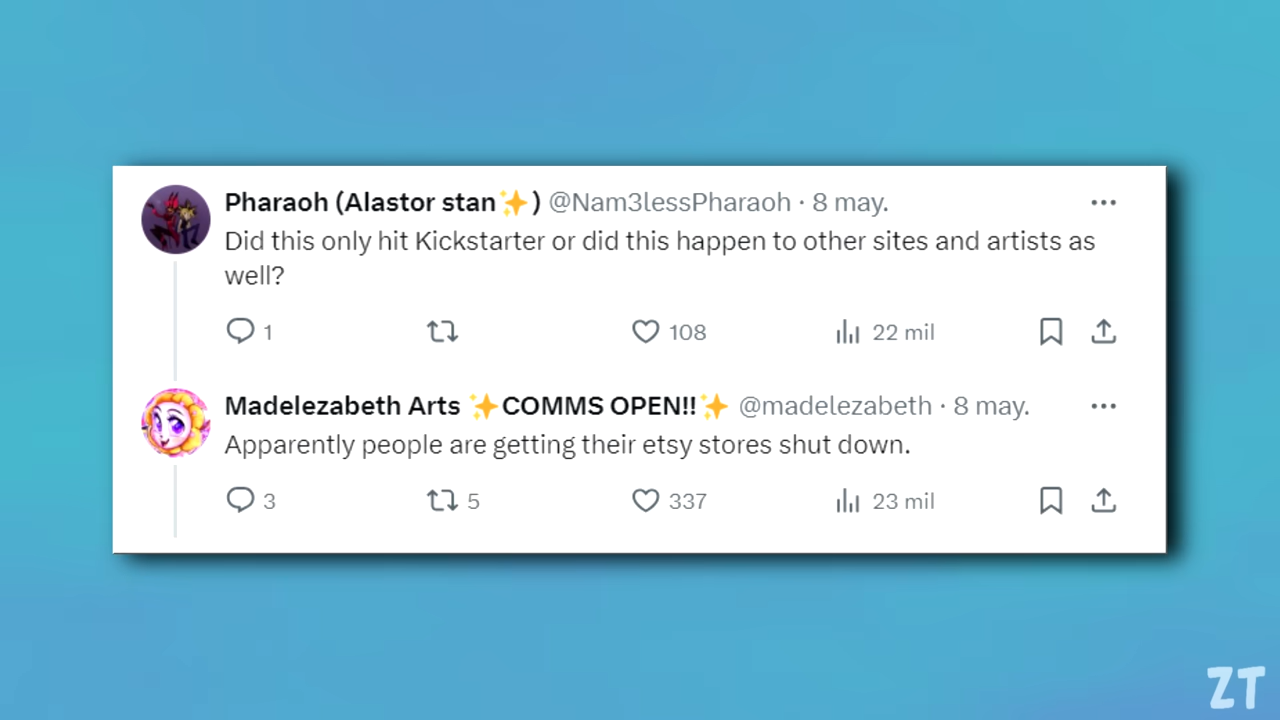 Pharaoh (Alastor stan✨) @Nam3lessPharaoh · 8 may.
Did this only hit Kickstarter or did this happen to other sites and artists as
well?
1 108 22 mil
Madelezabeth Arts ✨COMMS OPEN!!✨ @madelezabeth · 8 may.
Apparently people are getting their etsy stores shut down.
3 5 337 23 mil
ZT